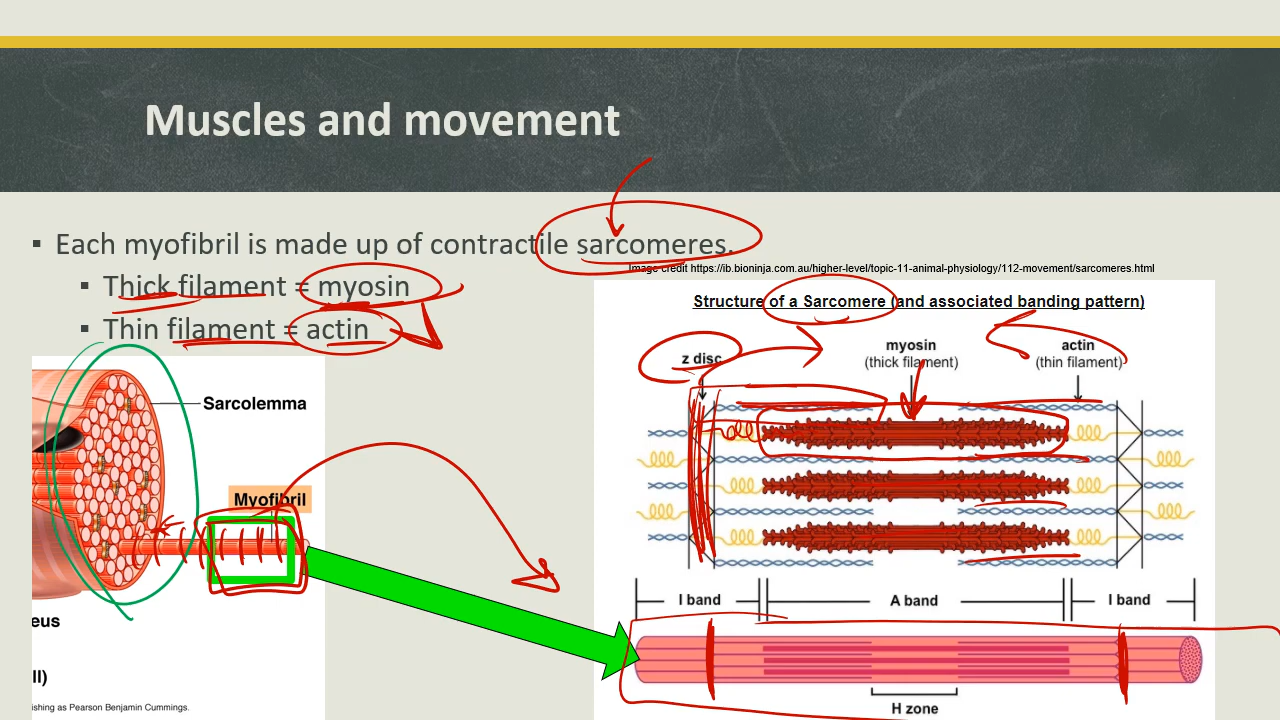 Muscles and movement
▪ Each myofibril is made up of contractile sarcomeres.
Image credit https://ib.bioninja.com.au/higher-level/topic-11-animal-physiology/112-movement/sarcomeres.html
▪ Thick filament = myosin
▪ Thin filament = actin
Sarcolemma
Myofibril
eus
ll)
ishing as Pearson Benjamin Cummings.
Structure of a Sarcomere (and associated banding pattern)
z disc
myosin
(thick filament)
actin
(thin filament)
I band
A band
I band
H zone